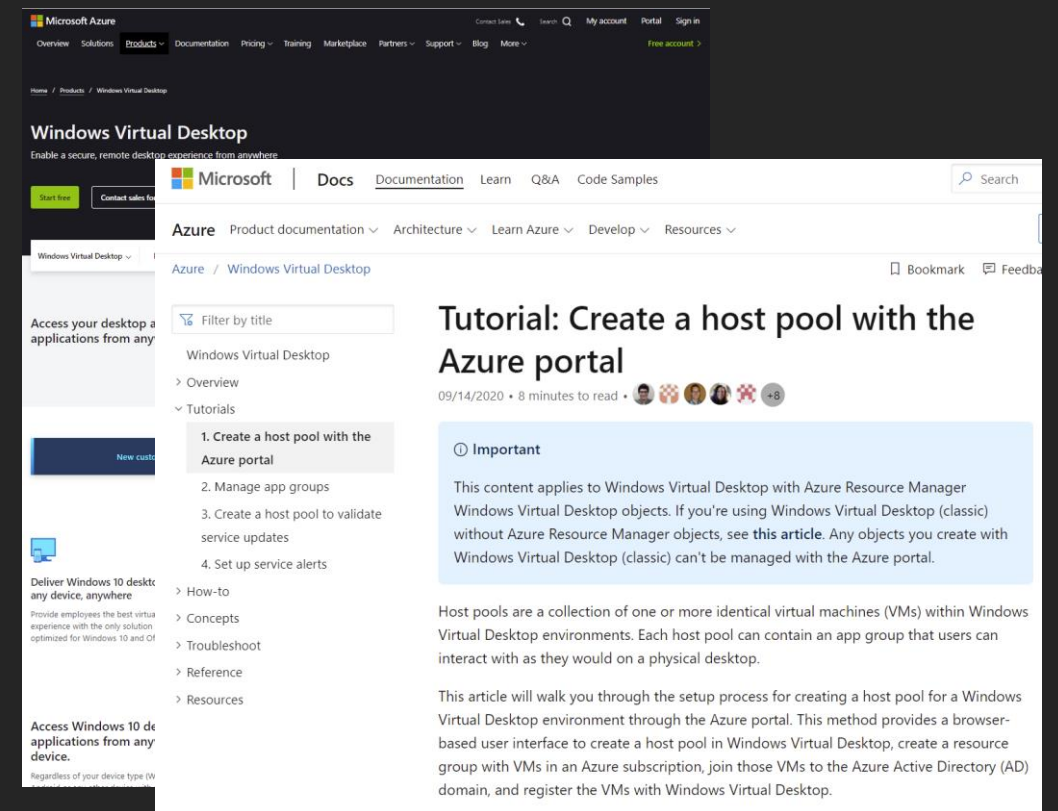 Microsoft Azure
Contact Sales Search My account Portal Sign in
Overview Solutions Products Documentation Pricing Training Marketplace Partners Support Blog More Free account >
Home / Products / Windows Virtual Desktop
Windows Virtual Desktop
Enable a secure, remote desktop experience from anywhere
Start free Contact sales fo
Windows Virtual Desktop
Access your desktop a
applications from any
New custo
Deliver Windows 10 deskto
any device, anywhere
Provide employees the best virtua
experience with the only solution
optimized for Windows 10 and Of
Access Windows 10 de
applications from any
device.
Regardless of your device type (W
Microsoft | Docs Documentation Learn Q&A Code Samples Search
Azure Product documentation Architecture Learn Azure Develop Resources
Azure / Windows Virtual Desktop Bookmark Feedba
Filter by title
Windows Virtual Desktop
> Overview
Tutorials
1. Create a host pool with the
Azure portal
2. Manage app groups
3. Create a host pool to validate
service updates
4. Set up service alerts
> How-to
> Concepts
> Troubleshoot
> Reference
> Resources
Tutorial: Create a host pool with the
Azure portal
09/14/2020 • 8 minutes to read • +8
Important
This content applies to Windows Virtual Desktop with Azure Resource Manager
Windows Virtual Desktop objects. If you're using Windows Virtual Desktop (classic)
without Azure Resource Manager objects, see this article. Any objects you create with
Windows Virtual Desktop (classic) can't be managed with the Azure portal.
Host pools are a collection of one or more identical virtual machines (VMs) within Windows
Virtual Desktop environments. Each host pool can contain an app group that users can
interact with as they would on a physical desktop.
This article will walk you through the setup process for creating a host pool for a Windows
Virtual Desktop environment through the Azure portal. This method provides a browser-
based user interface to create a host pool in Windows Virtual Desktop, create a resource
group with VMs in an Azure subscription, join those VMs to the Azure Active Directory (AD)
domain, and register the VMs with Windows Virtual Desktop.